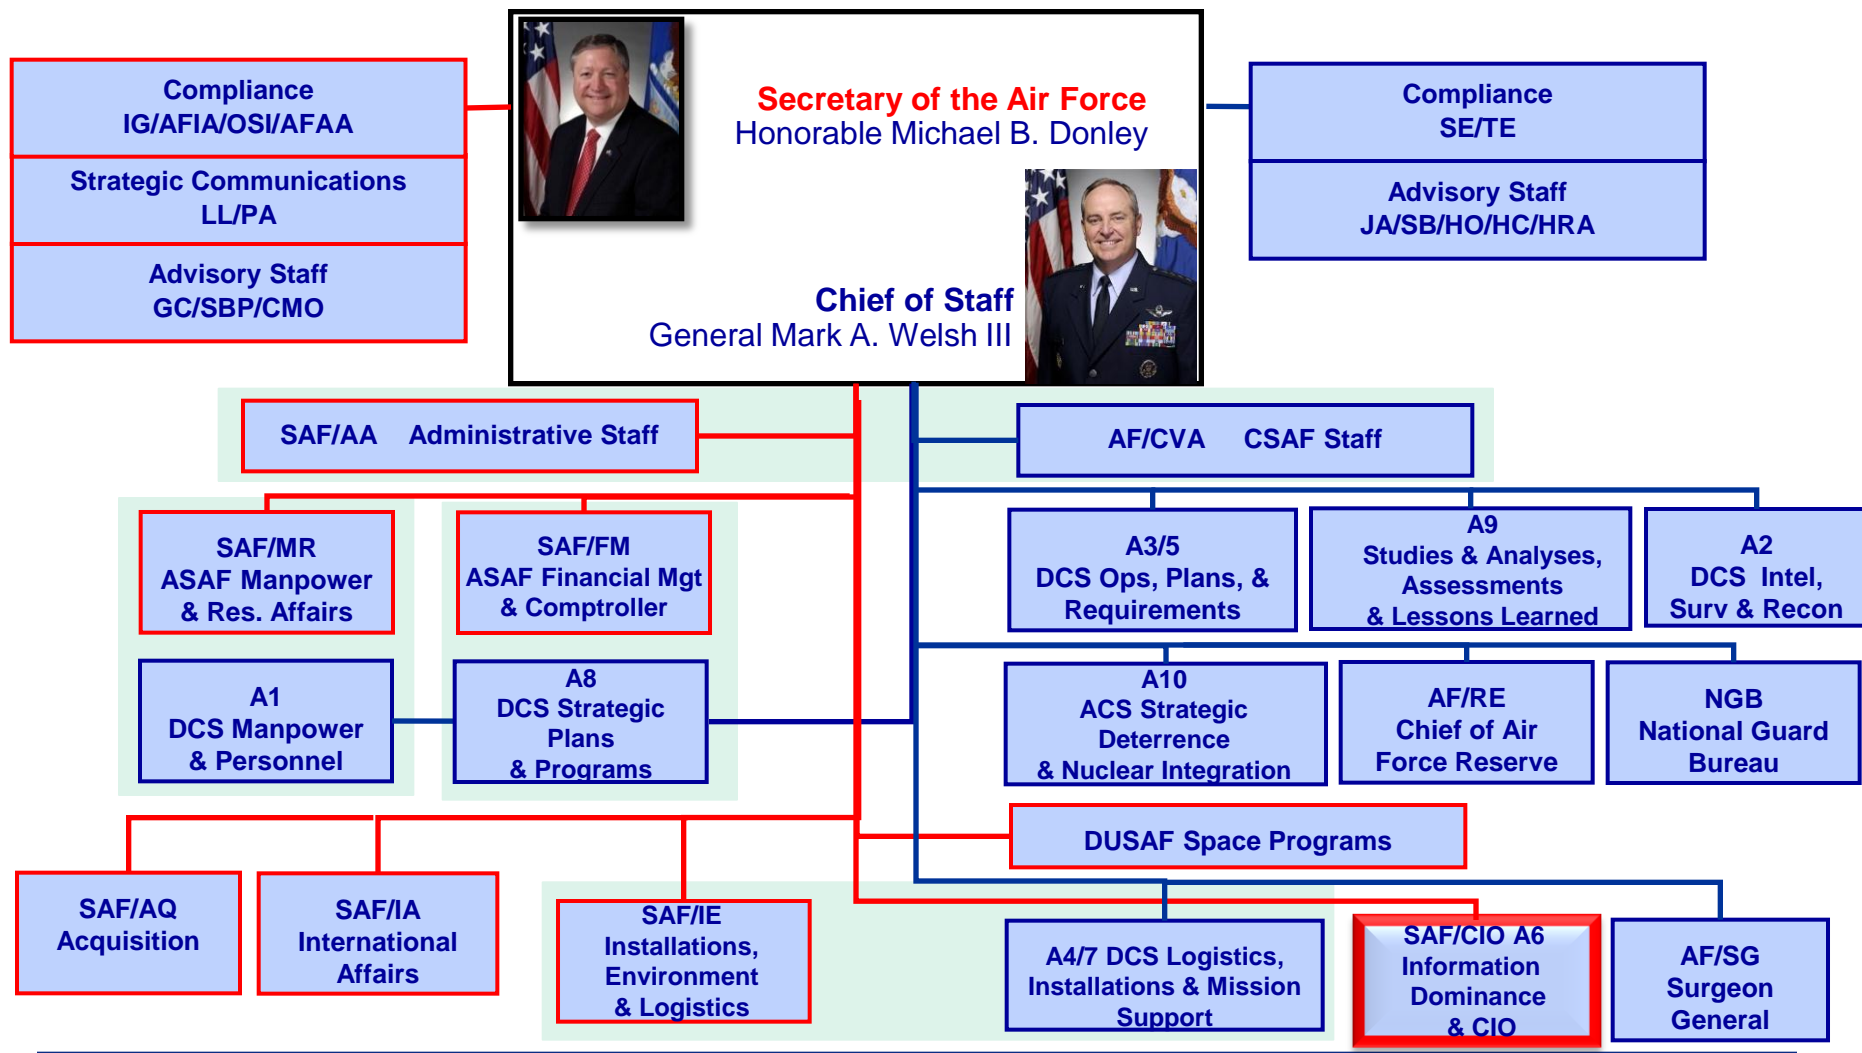 Compliance
IG/AFIA/OSI/AFAA
Strategic Communications
LL/PA
Advisory Staff
GC/SBP/CMO
Secretary of the Air Force
Honorable Michael B. Donley
Chief of Staff
General Mark A. Welsh III
Compliance
SE/TE
Advisory Staff
JA/SB/HO/HC/HRA
SAF/AA Administrative Staff
AF/CVA CSAF Staff
SAF/MR
ASAF Manpower
& Res. Affairs
SAF/FM
ASAF Financial Mgt
& Comptroller
A3/5
DCS Ops, Plans, &
Requirements
A9
Studies & Analyses,
Assessments
& Lessons Learned
A2
DCS Intel,
Surv & Recon
A1
DCS Manpower
& Personnel
A8
DCS Strategic
Plans
& Programs
A10
ACS Strategic
Deterrence
& Nuclear Integration
AF/RE
Chief of Air
Force Reserve
NGB
National Guard
Bureau
DUSAF Space Programs
SAF/AQ
Acquisition
SAF/IA
International
Affairs
SAF/IE
Installations,
Environment
& Logistics
A4/7 DCS Logistics,
Installations & Mission
Support
SAF/CIO A6
Information
Dominance
& CIO
AF/SG
Surgeon
General